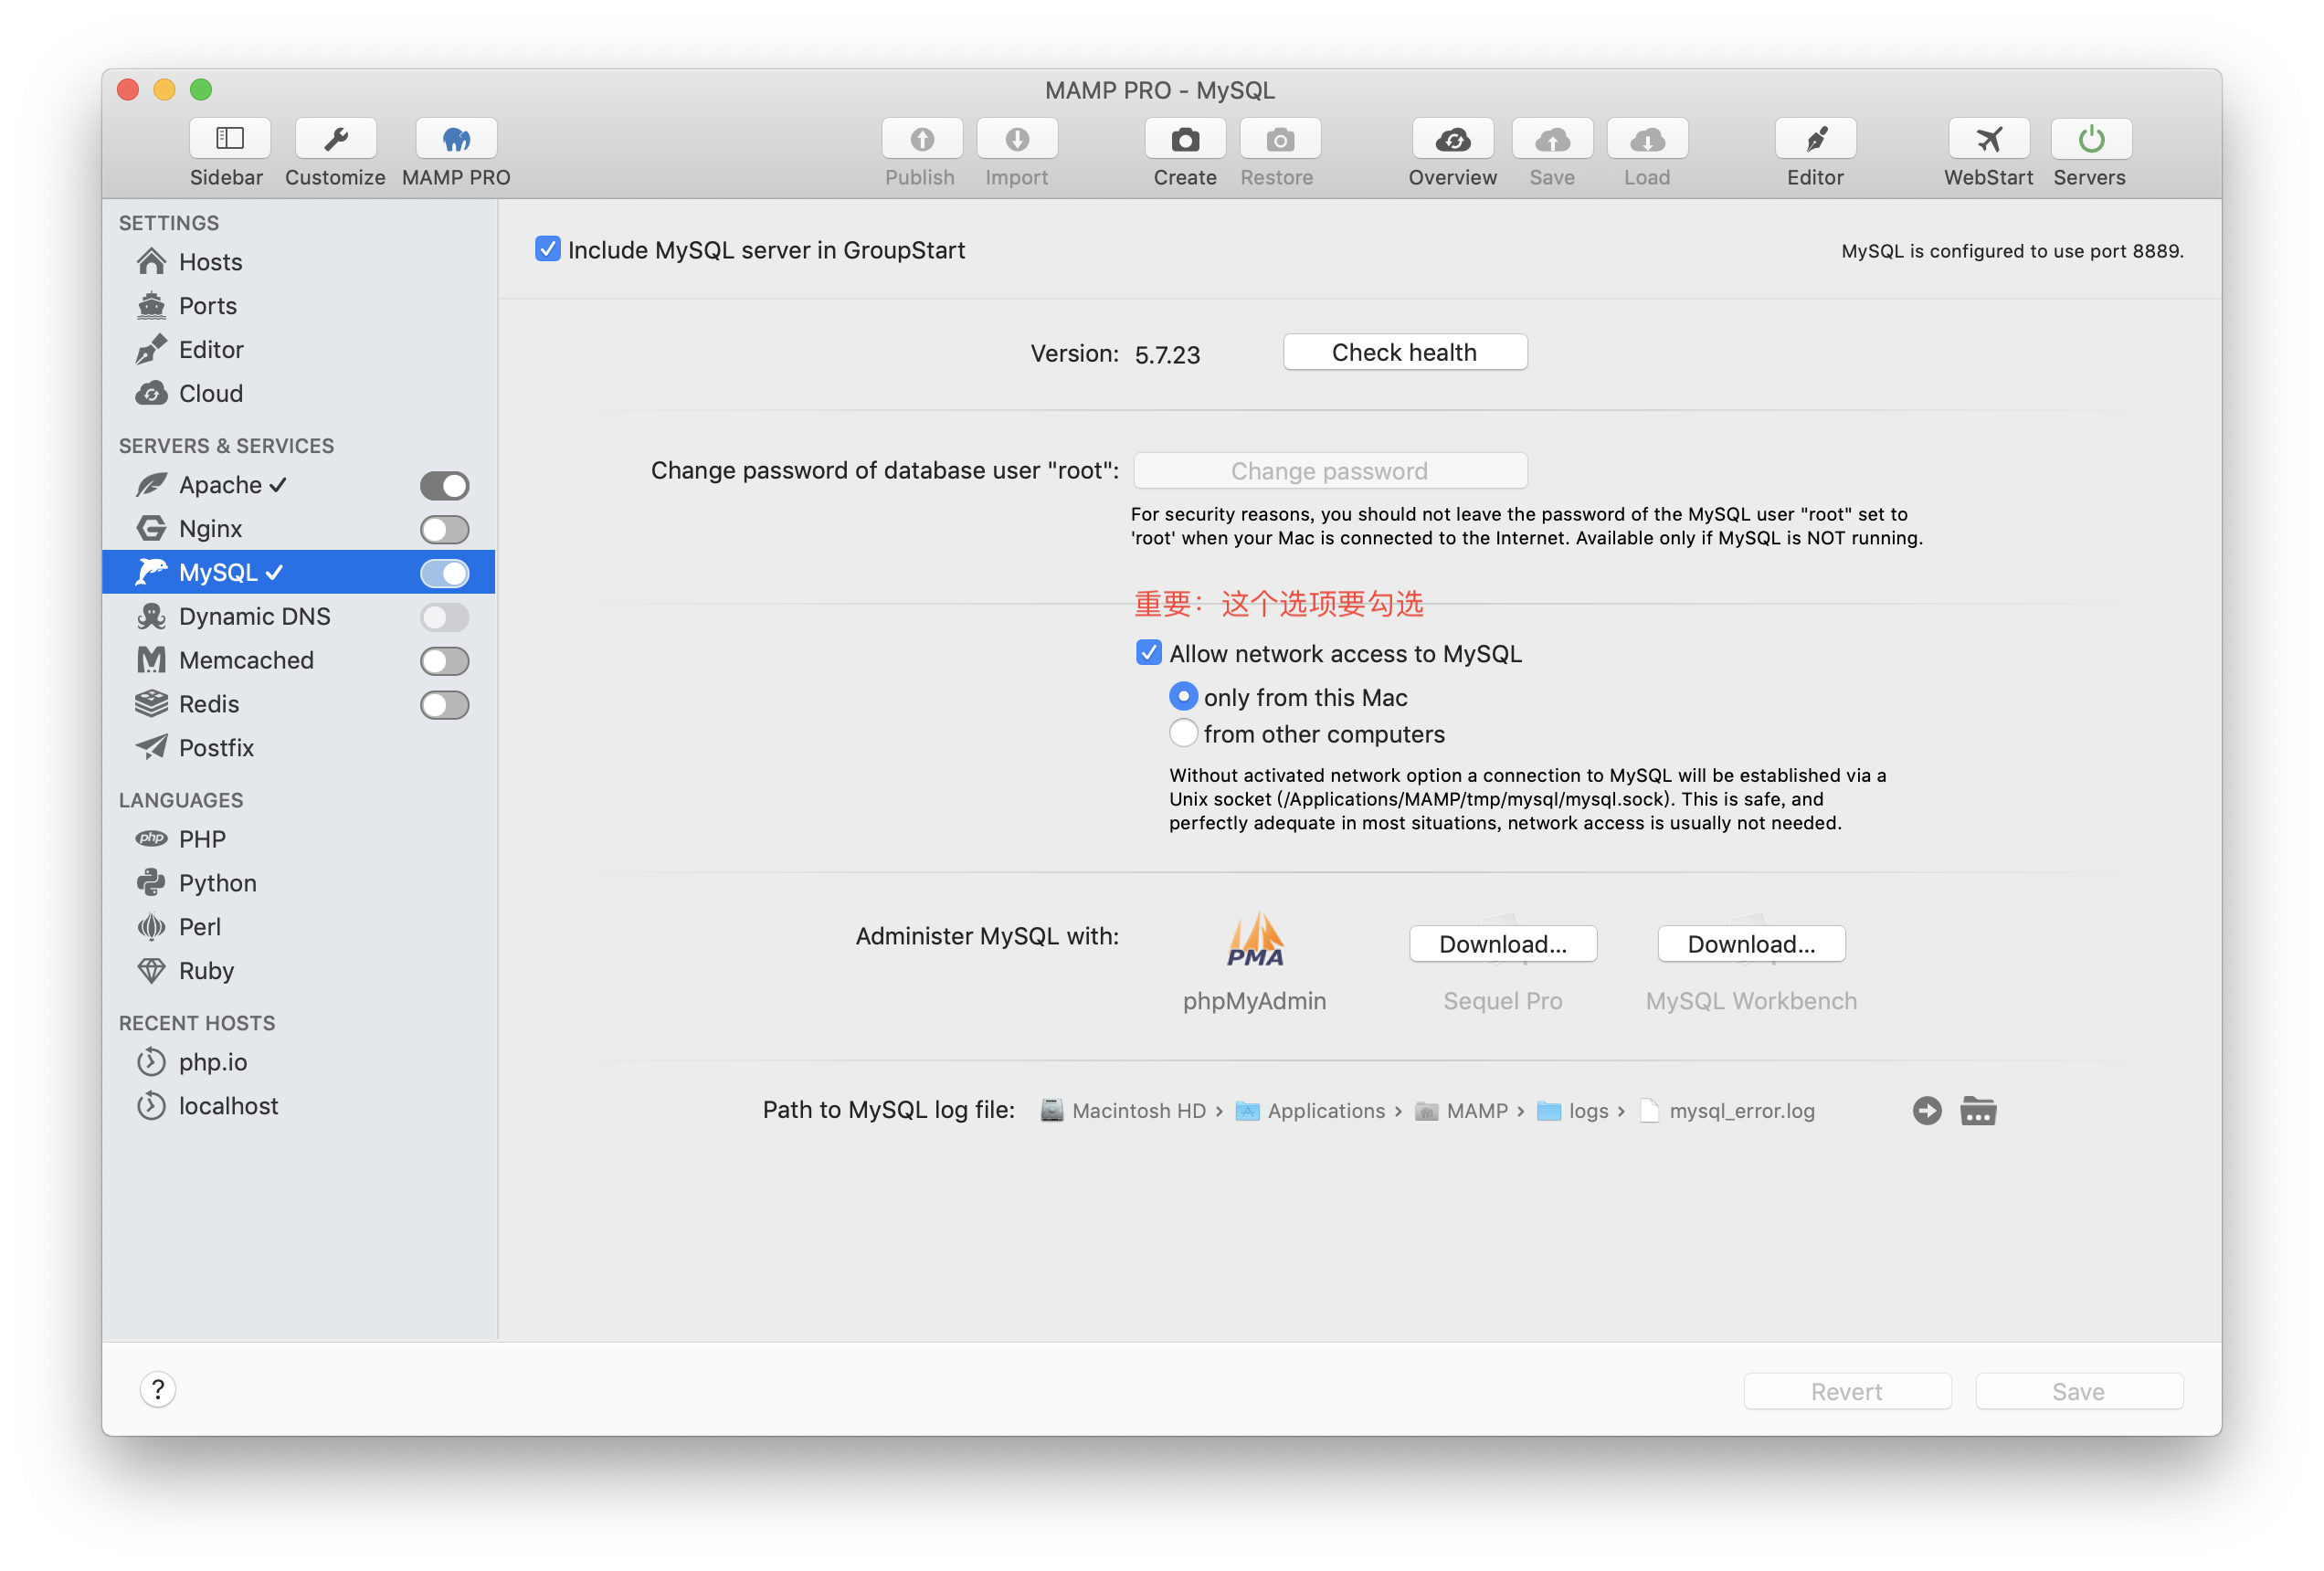 MAMP PRO - MySQL
Sidebar Customize MAMP PRO Publish Import Create Restore Overview Save Load Editor WebStart Servers
SETTINGS
Hosts
Ports
Editor
Cloud
SERVERS & SERVICES
Apache ✓
Nginx
MySQL ✓
Dynamic DNS
Memcached
Redis
Postfix
LANGUAGES
php PHP
Python
Perl
Ruby
RECENT HOSTS
php.io
localhost
Include MySQL server in GroupStart
MySQL is configured to use port 8889.
Version: 5.7.23 Check health
Change password of database user "root": Change password
For security reasons, you should not leave the password of the MySQL user "root" set to
'root' when your Mac is connected to the Internet. Available only if MySQL is NOT running.
重要：这个选项要勾选
Allow network access to MySQL
only from this Mac
from other computers
Without activated network option a connection to MySQL will be established via a
Unix socket (/Applications/MAMP/tmp/mysql/mysql.sock). This is safe, and
perfectly adequate in most situations, network access is usually not needed.
Administer MySQL with: PMA Download... Download...
phpMyAdmin Sequel Pro MySQL Workbench
Path to MySQL log file: Macintosh HD › Applications › MAMP › logs › mysql_error.log
? Revert Save